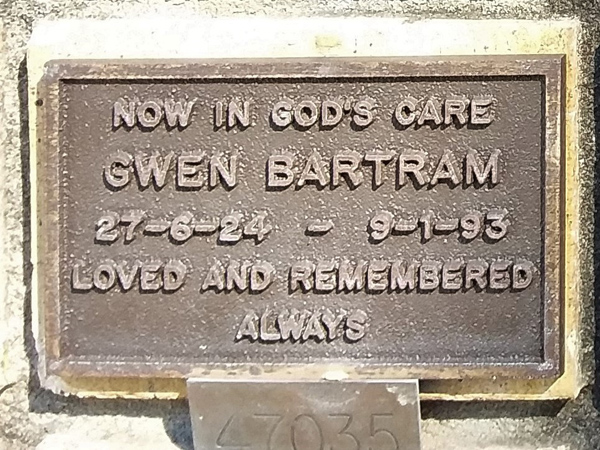 NOW IN GOD'S CARE
GWEN BARTRAM
27-6-24 - 9-1-93
LOVED AND REMEMBERED
ALWAYS
47035